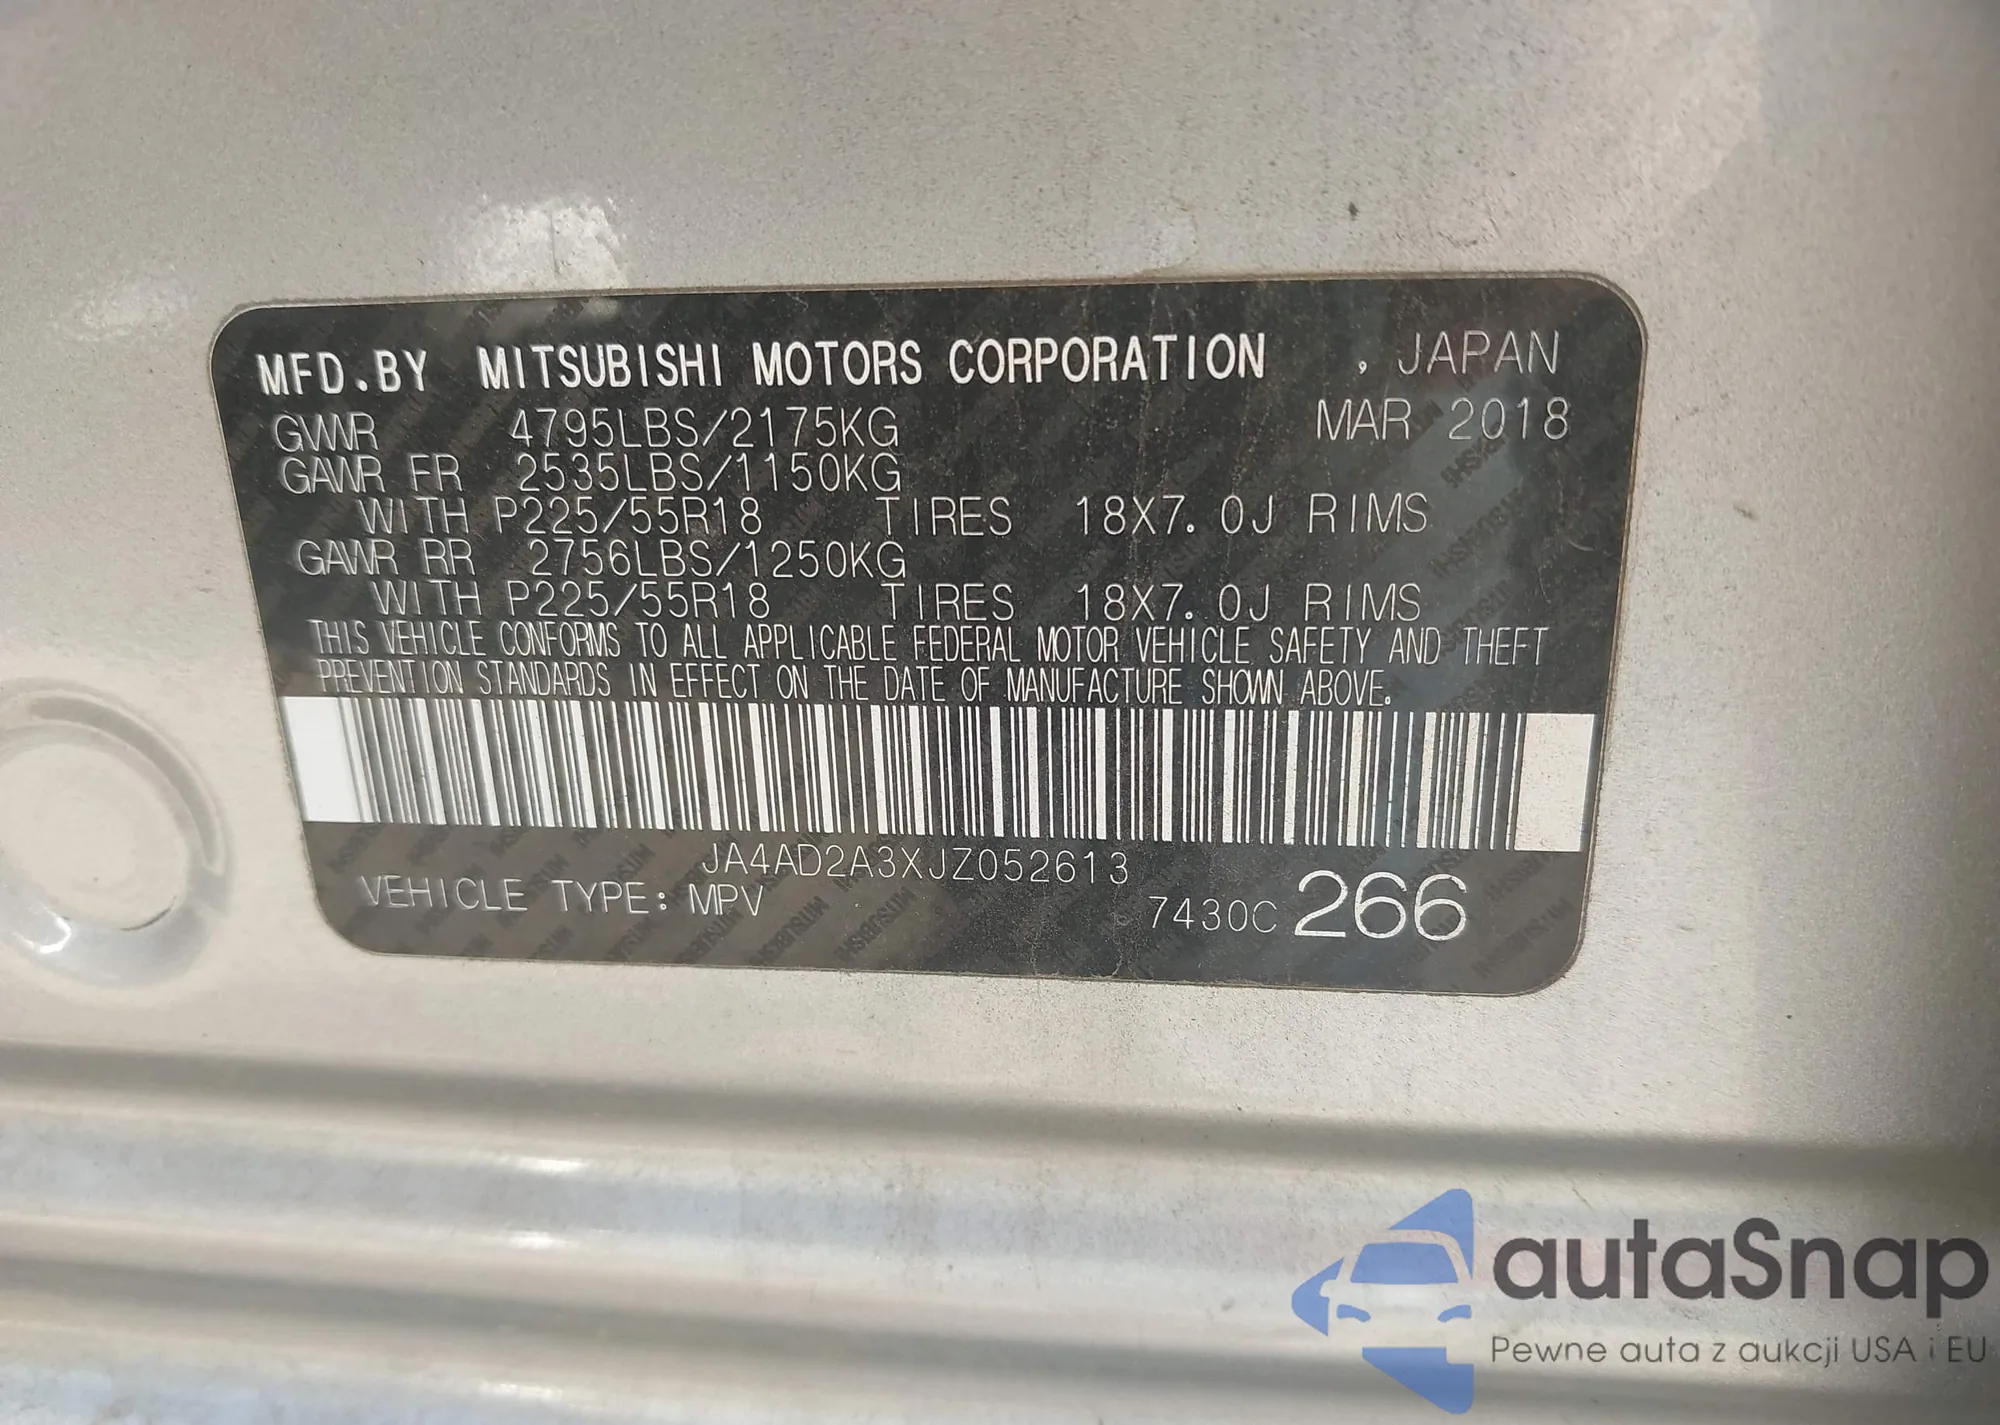 MFD.BY MITSUBISHI MOTORS CORPORATION , JAPAN
GVWR 4795LBS/2175KG MAR 2018
GAWR FR 2535LBS/1150KG
WITH P225/55R18 TIRES 18X7.0J RIMS
GAWR RR 2756LBS/1250KG
WITH P225/55R18 TIRES 18X7.0J RIMS
THIS VEHICLE CONFORMS TO ALL APPLICABLE FEDERAL MOTOR VEHICLE SAFETY AND THEFT
PREVENTION STANDARDS IN EFFECT ON THE DATE OF MANUFACTURE SHOWN ABOVE.
JA4AD2A3XJZ052613
VEHICLE TYPE: MPV 7430C 266
autaSnap
Pewne auta z aukcji USA i EU